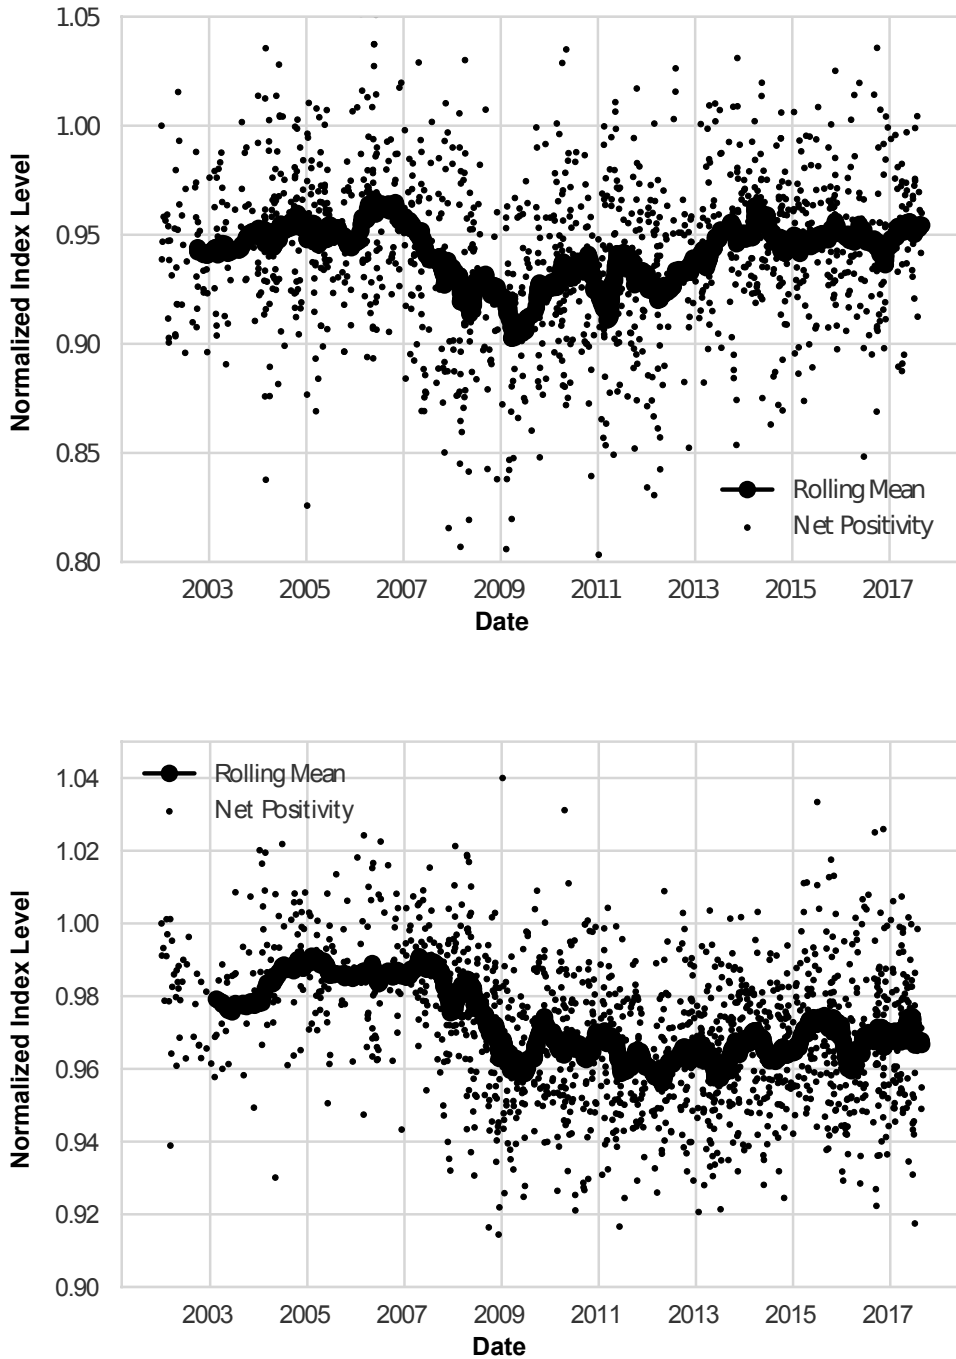 1.05
1.00
0.95
0.90
0.85
0.80
Normalized Index Level
Rolling Mean
Net Positivity
2003 2005 2007 2009 2011 2013 2015 2017
Date
1.04
1.02
1.00
0.98
0.96
0.94
0.92
0.90
Normalized Index Level
Rolling Mean
Net Positivity
2003 2005 2007 2009 2011 2013 2015 2017
Date